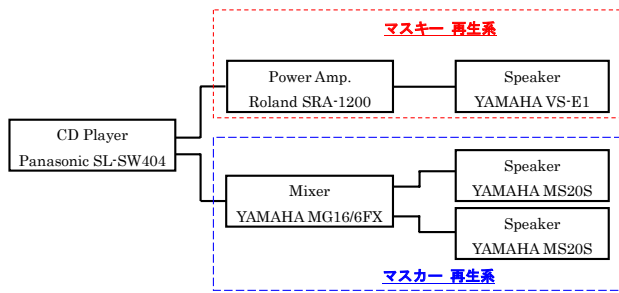 マスキー 再生系
Power Amp.
Roland SRA-1200
Speaker
YAMAHA VS-E1
CD Player
Panasonic SL-SW404
Mixer
YAMAHA MG16/6FX
Speaker
YAMAHA MS20S
Speaker
YAMAHA MS20S
マスカー 再生系